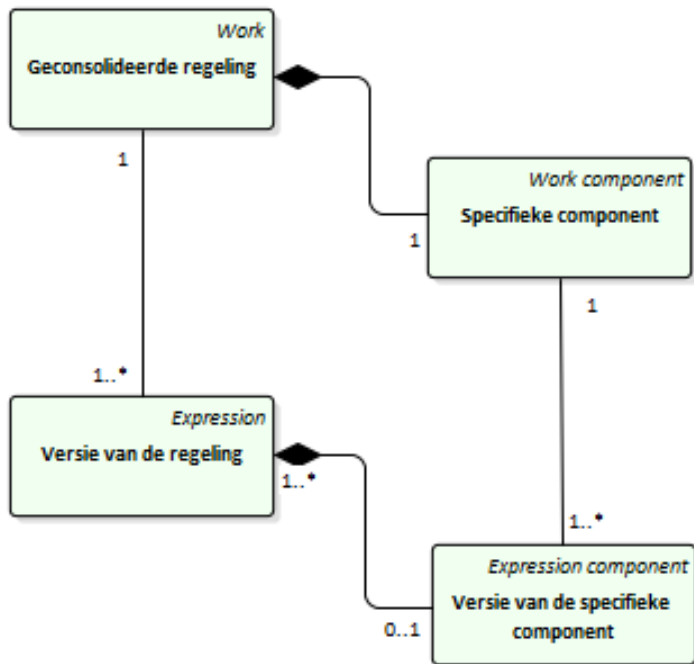 Work
Geconsolideerde regeling
1
Work component
Specifieke component
1
1
1..*
Expression
Versie van de regeling
1..*
1..*
Expression component
Versie van de specifieke
component
0..1